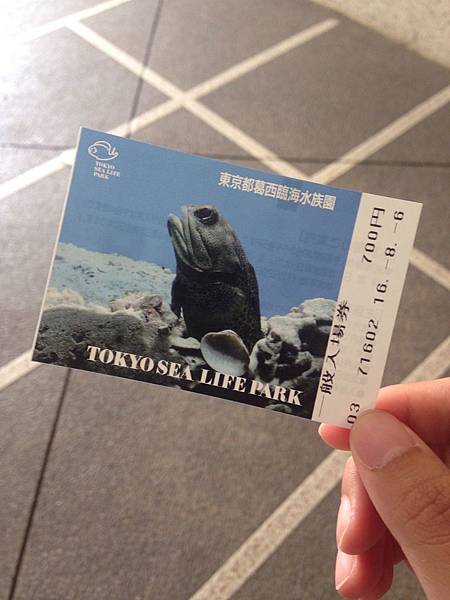 TOKYO
SEA LIFE
PARK
東京都葛西臨海水族園
TOKYO SEA LIFE PARK
一般入場券 700円
03 71602 16.-8.-6